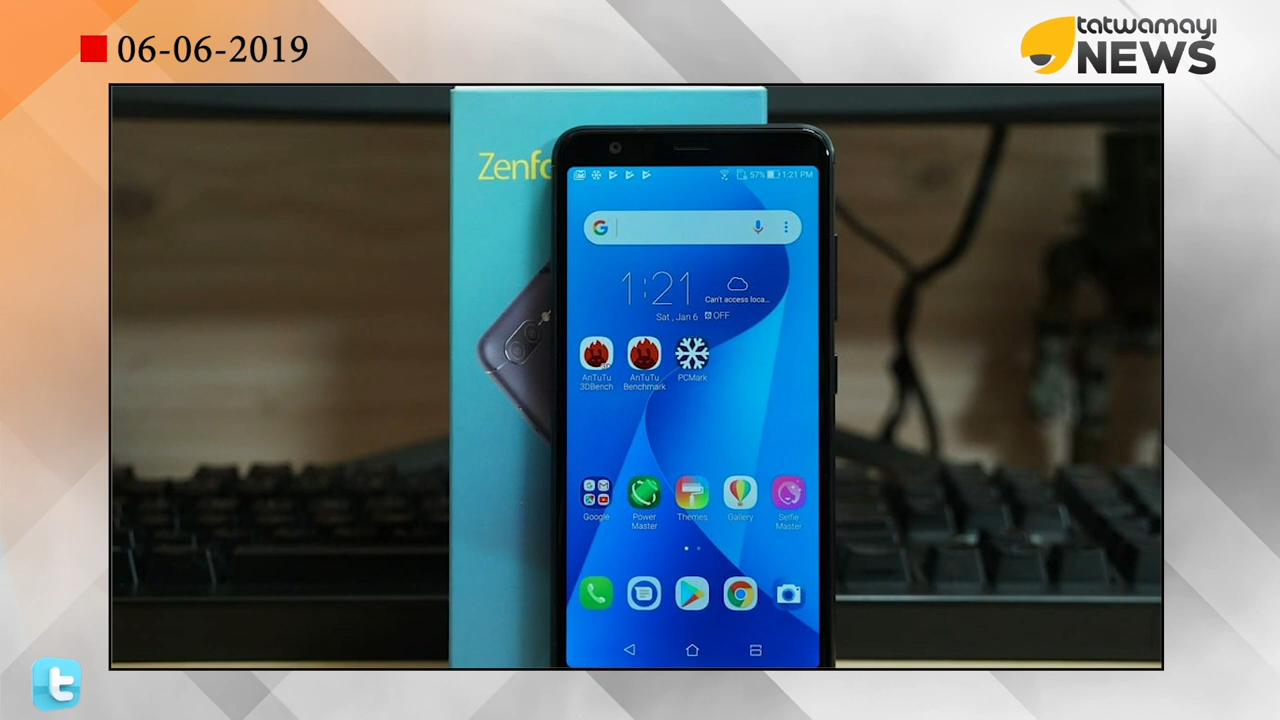 06-06-2019
tatwamayi
NEWS
Zenfo
57% 1:21 PM
1:21
Can't access loca...
Sat, Jan 6 OFF
AnTuTu
3DBench
AnTuTu
Benchmark
PCMark
Google
Power
Master
Themes
Gallery
Selfie
Master